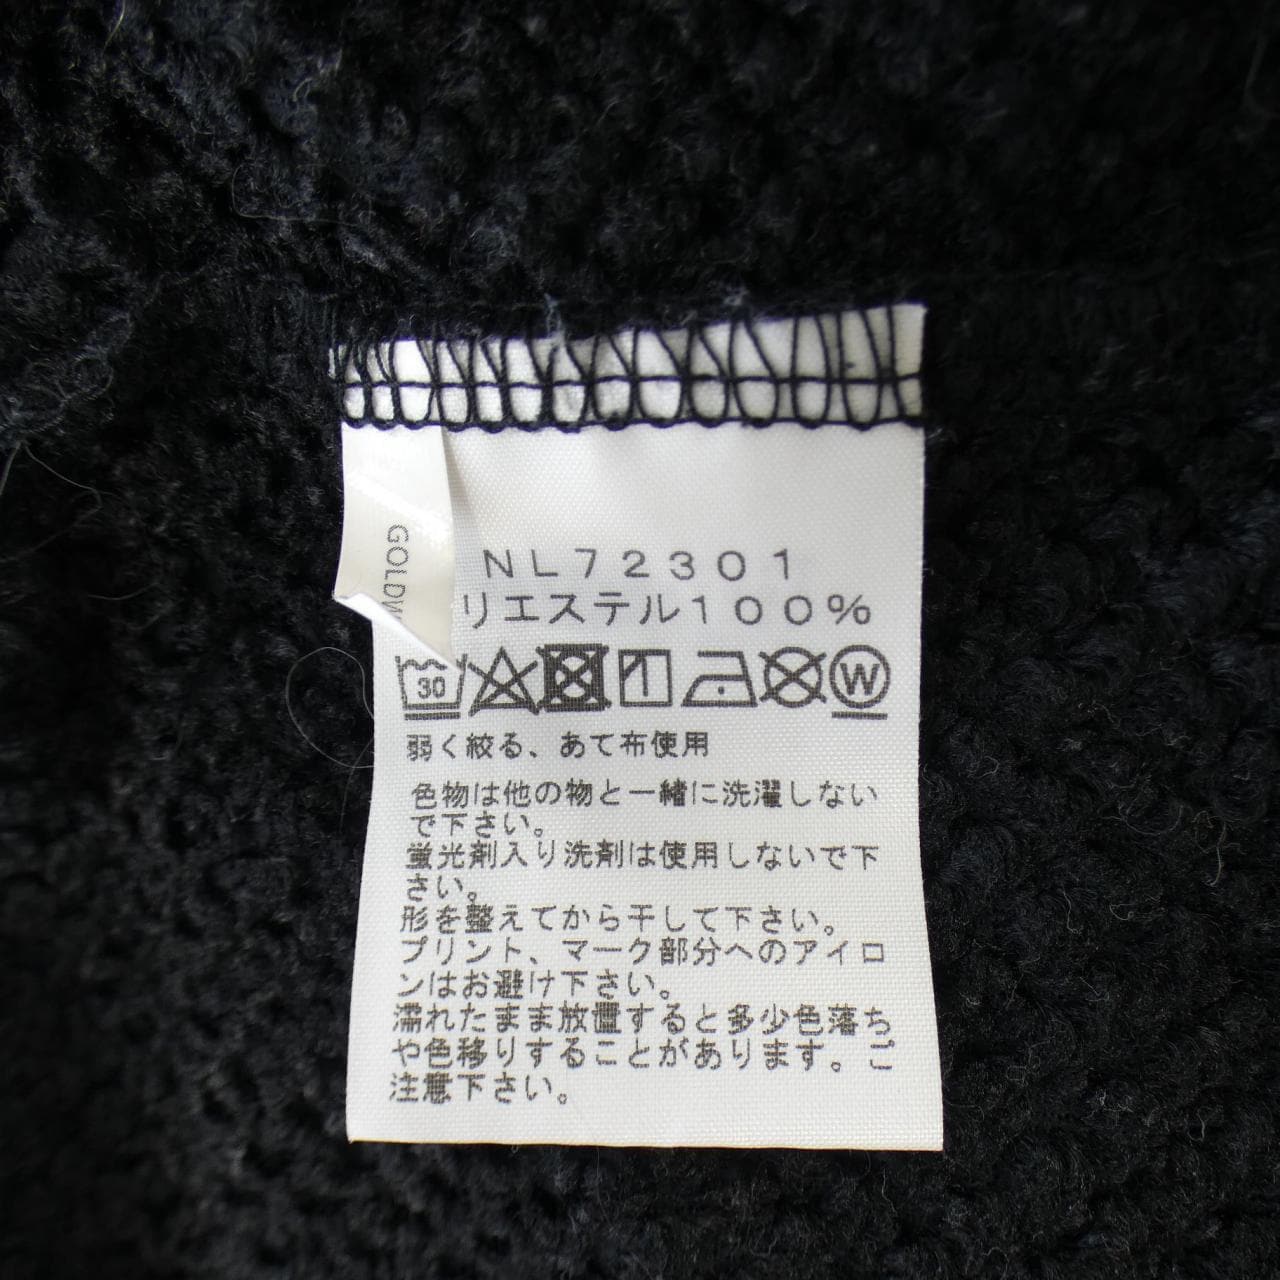 GOLDW
NL72301
リエステル100%
30
W
弱く絞る、あて布使用
色物は他の物と一緒に洗濯しない
で下さい。
蛍光剤入り洗剤は使用しないで下
さい。
形を整えてから干して下さい。
プリント、マーク部分へのアイロ
ンはお避け下さい。
濡れたまま放置すると多少色落ち
や色移りすることがあります。ご
注意下さい。